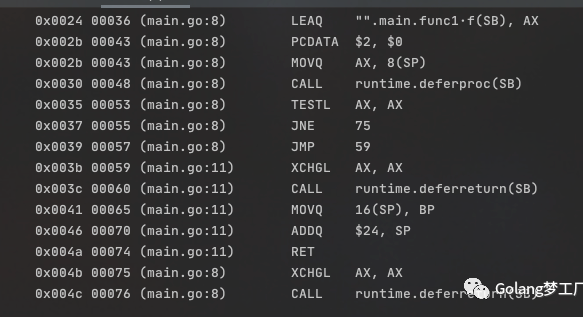 0x0024 00036 (main.go:8) LEAQ "".main.func1·f(SB), AX
0x002b 00043 (main.go:8) PCDATA $2, $0
0x002b 00043 (main.go:8) MOVQ AX, 8(SP)
0x0030 00048 (main.go:8) CALL runtime.deferproc(SB)
0x0035 00053 (main.go:8) TESTL AX, AX
0x0037 00055 (main.go:8) JNE 75
0x0039 00057 (main.go:8) JMP 59
0x003b 00059 (main.go:11) XCHGL AX, AX
0x003c 00060 (main.go:11) CALL runtime.deferreturn(SB)
0x0041 00065 (main.go:11) MOVQ 16(SP), BP
0x0046 00070 (main.go:11) ADDQ $24, SP
0x004a 00074 (main.go:11) RET
0x004b 00075 (main.go:8) XCHGL AX, AX
0x004c 00076 (main.go:8) CALL runtime.deferreturn(SB)
Golang梦工厂